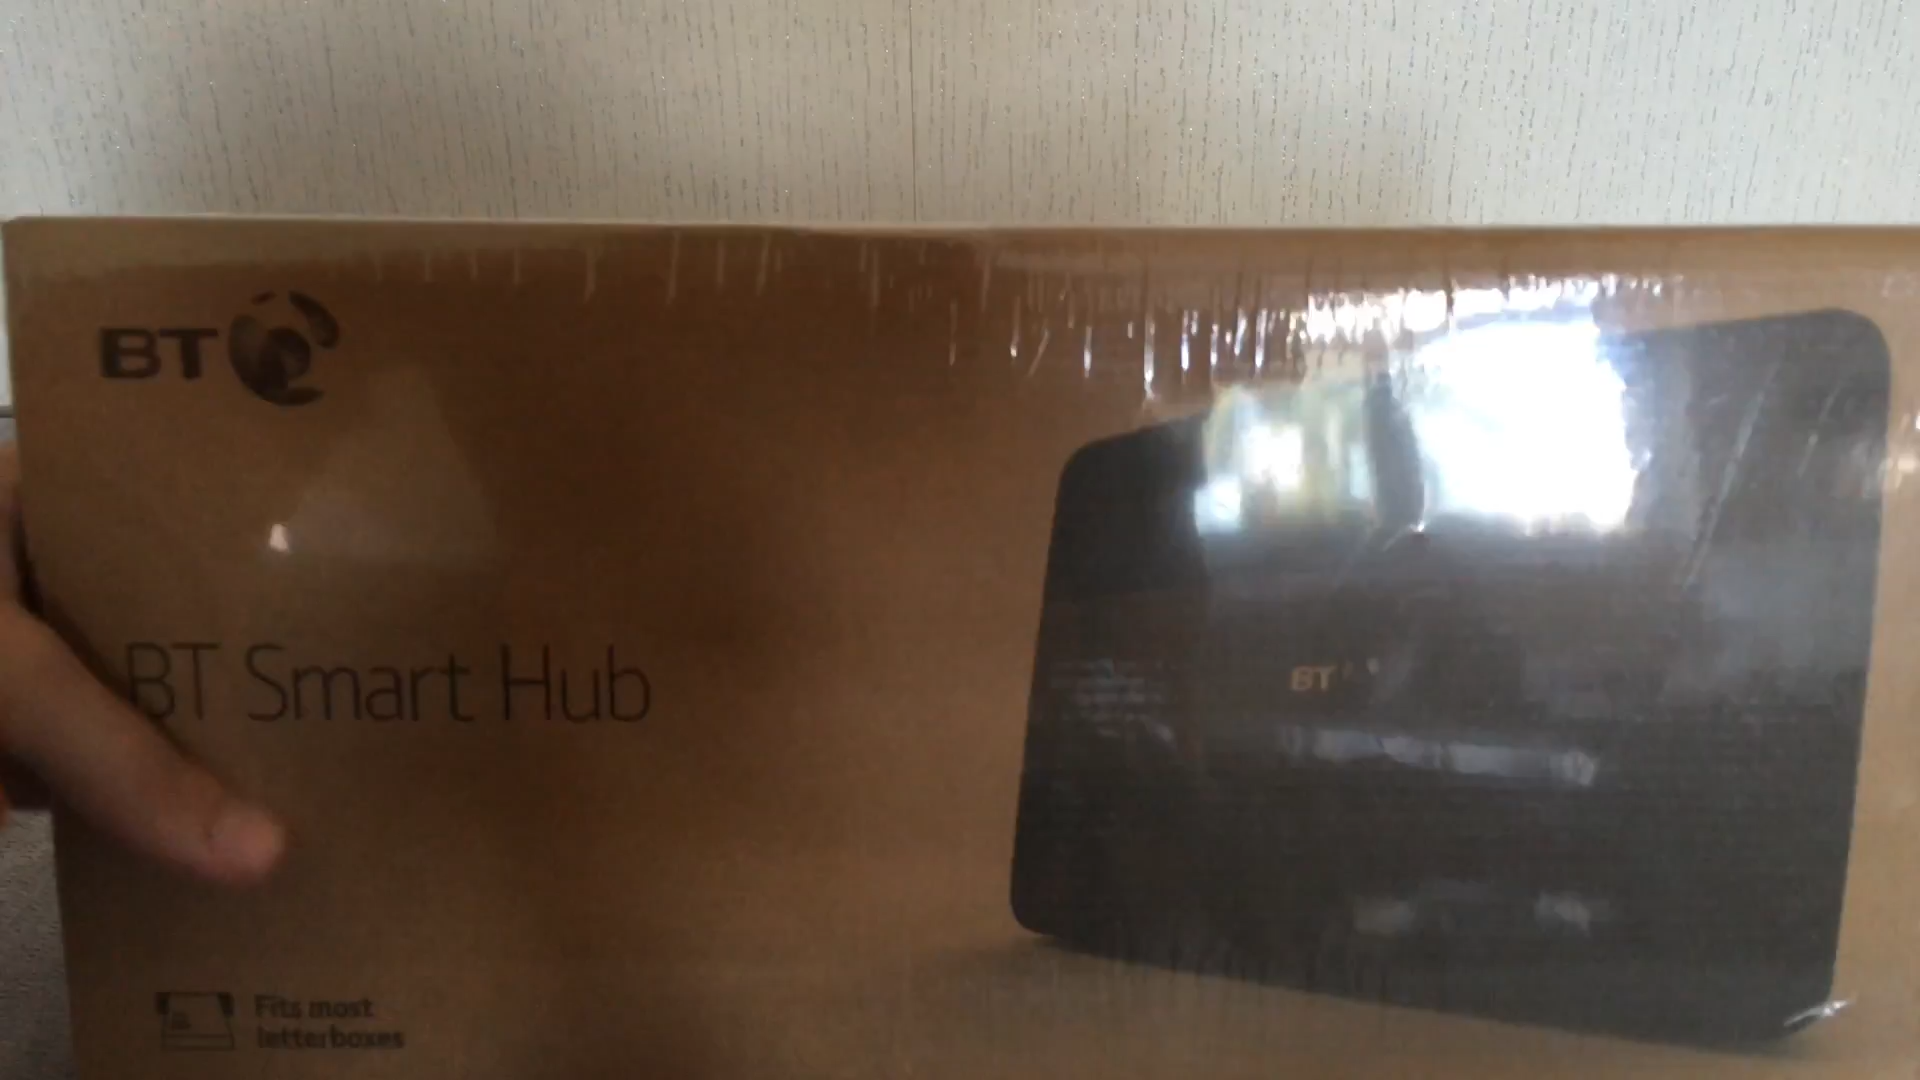 BT
BT Smart Hub
BT
Fits most
letterboxes